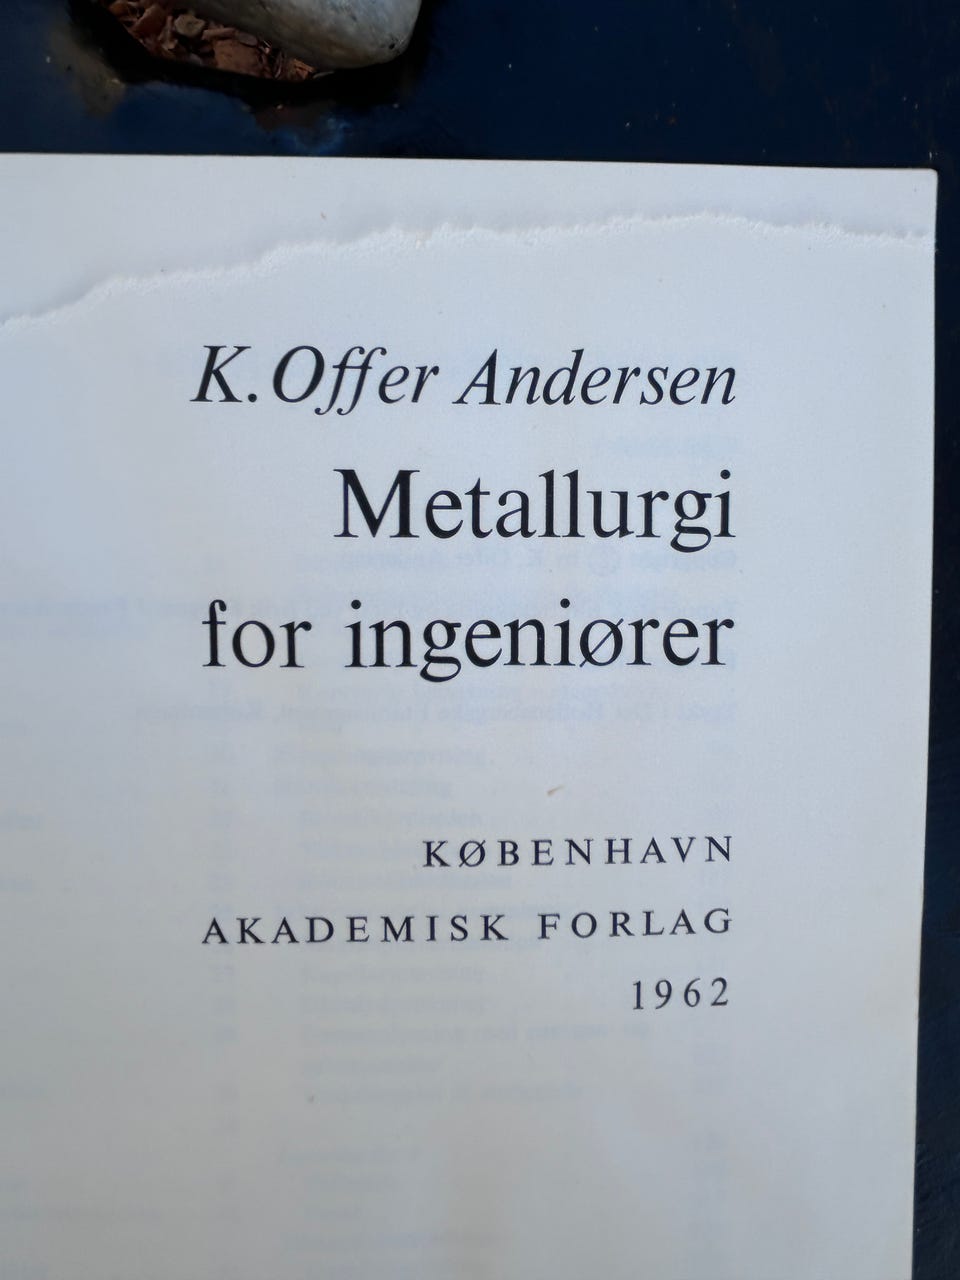 K. Offer Andersen
Metallurgi
for ingeniører
KØBENHAVN
AKADEMISK FORLAG
1962